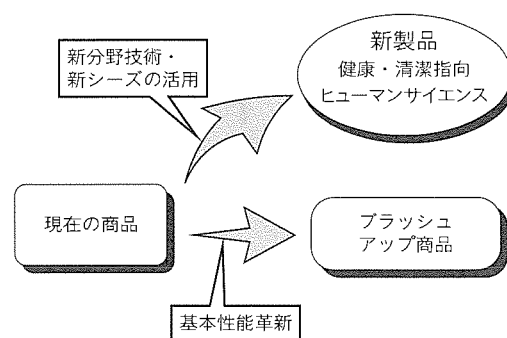 新分野技術・
新シーズの活用
新製品
健康・清潔指向
ヒューマンサイエンス
現在の商品
ブラッシュ
アップ商品
基本性能革新